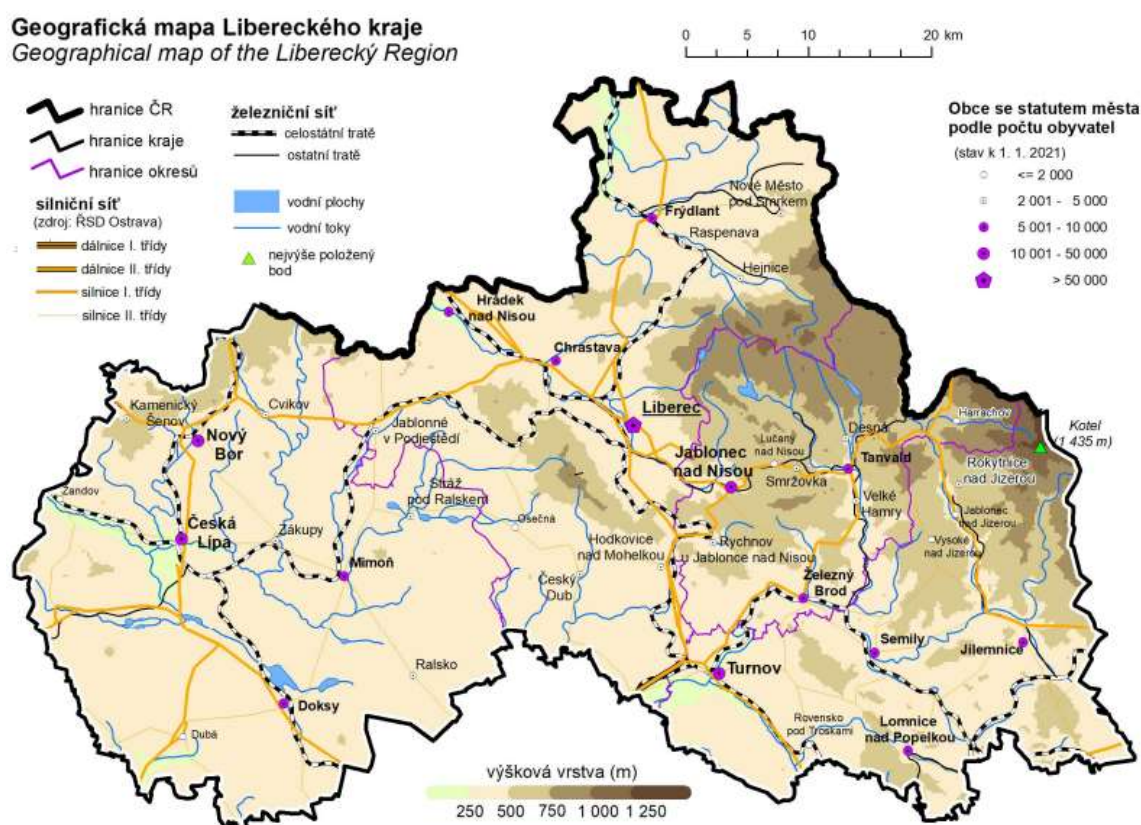 Geografická mapa Libereckého kraje
Geographical map of the Liberecký Region
0 5 10 20 km
hranice ČR
hranice kraje
hranice okresů
silniční síť
(zdroj: ŘSD Ostrava)
dálnice I. třídy
dálnice II. třídy
silnice I. třídy
silnice II. třídy
železniční síť
celostátní tratě
ostatní tratě
vodní plochy
vodní toky
nejvýše položený
bod
Obce se statutem města
podle počtu obyvatel
(stav k 1. 1. 2021)
<= 2 000
2 001 - 5 000
5 001 - 10 000
10 001 - 50 000
> 50 000
Nové Město
pod Smrkem
Frýdlant
Raspenava
Hejnice
Hrádek
nad Nisou
Chrastava
Kamenický
Šenov
Cvikov
Nový
Bor
Jablonné
v Podještědí
Liberec
Lučany
nad Nisou
Desná
Harrachov
Kotel
(1 435 m)
Jablonec
nad Nisou
Tanvald
Smržovka
Rokytnice
nad Jizerou
Stráž
pod Ralskem
Velké
Hamry
Žandov
Osečná
Jablonec
nad Jizerou
Česká
Lípa
Zákupy
Hodkovice
nad Mohelkou
Rychnov
u Jablonce nad Nisou
Vysoké
nad Jizerou
Mimoň
Český
Dub
Železný
Brod
Semily
Jilemnice
Ralsko
Turnov
Doksy
Dubá
Rovensko
pod Troskami
Lomnice
nad Popelkou
výšková vrstva (m)
250 500 750 1 000 1 250